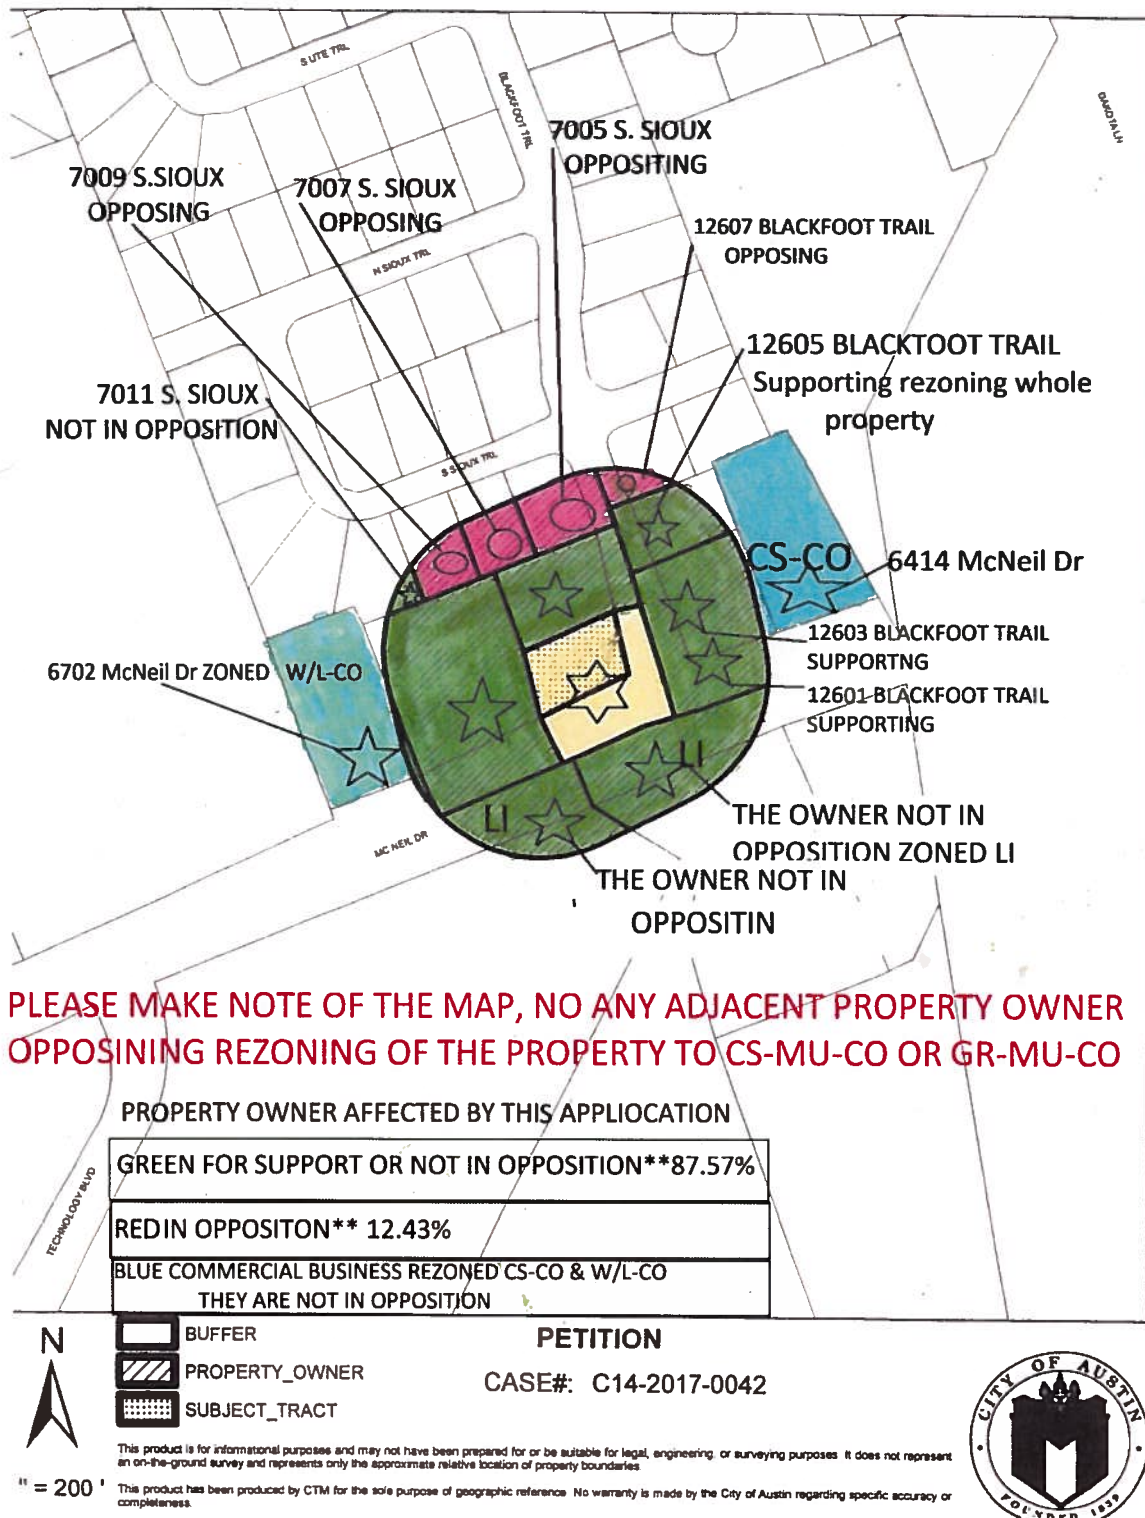 S UTE TRL
BLACKFOOT TRL
DAKOTA LN
7005 S. SIOUX
OPPOSITING
7009 S.SIOUX
OPPOSING
7007 S. SIOUX
OPPOSING
12607 BLACKFOOT TRAIL
OPPOSING
N SIOUX TRL
12605 BLACKTOOT TRAIL
Supporting rezoning whole
property
7011 S. SIOUX
NOT IN OPPOSITION
S SIOUX TRL
CS-CO
6414 McNeil Dr
12603 BLACKFOOT TRAIL
SUPPORTNG
6702 McNeil Dr ZONED W/L-CO
12601 BLACKFOOT TRAIL
SUPPORTING
LI
LI
THE OWNER NOT IN
OPPOSITION ZONED LI
MC NEIL DR
THE OWNER NOT IN
OPPOSITIN
PLEASE MAKE NOTE OF THE MAP, NO ANY ADJACENT PROPERTY OWNER
OPPOSINING REZONING OF THE PROPERTY TO CS-MU-CO OR GR-MU-CO
PROPERTY OWNER AFFECTED BY THIS APPLIOCATION
GREEN FOR SUPPORT OR NOT IN OPPOSITION**87.57%
RED IN OPPOSITON** 12.43%
BLUE COMMERCIAL BUSINESS REZONED CS-CO & W/L-CO
THEY ARE NOT IN OPPOSITION
TECHNOLOGY BLVD
N
BUFFER
PROPERTY_OWNER
SUBJECT_TRACT
PETITION
CASE#: C14-2017-0042
CITY OF AUSTIN
FOUNDED 1839
This product is for informational purposes and may not have been prepared for or be suitable for legal, engineering, or surveying purposes. It does not represent
an on-the-ground survey and represents only the approximate relative location of property boundaries.
" = 200 '
This product has been produced by CTM for the sole purpose of geographic reference. No warranty is made by the City of Austin regarding specific accuracy or
completeness.